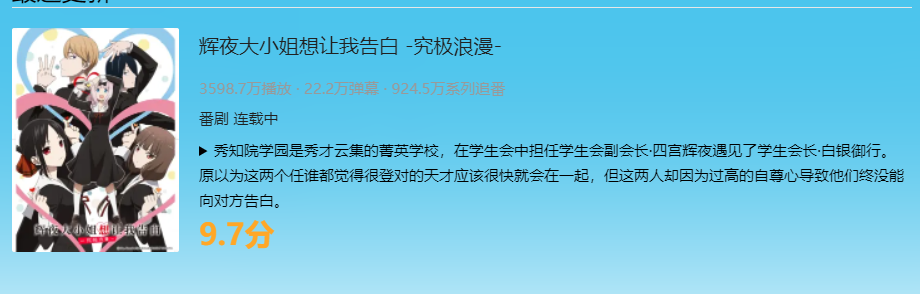 最近更新
辉夜大小姐想让我告白 -究极浪漫-
3598.7万播放 · 22.2万弹幕 · 924.5万系列追番
番剧 连载中
▶ 秀知院学园是秀才云集的菁英学校，在学生会中担任学生会副会长·四宫辉夜遇见了学生会长·白银御行。
原以为这两个任谁都觉得很登对的天才应该很快就会在一起，但这两人却因为过高的自尊心导致他们终没能
向对方告白。
9.7分
辉夜大小姐想让我告白